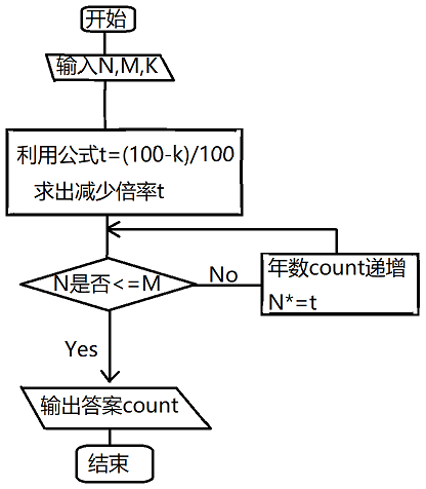 开始
输入N,M,K
利用公式t=(100-k)/100
求出减少倍率t
N是否<=M
No
年数count递增
N*=t
Yes
输出答案count
结束